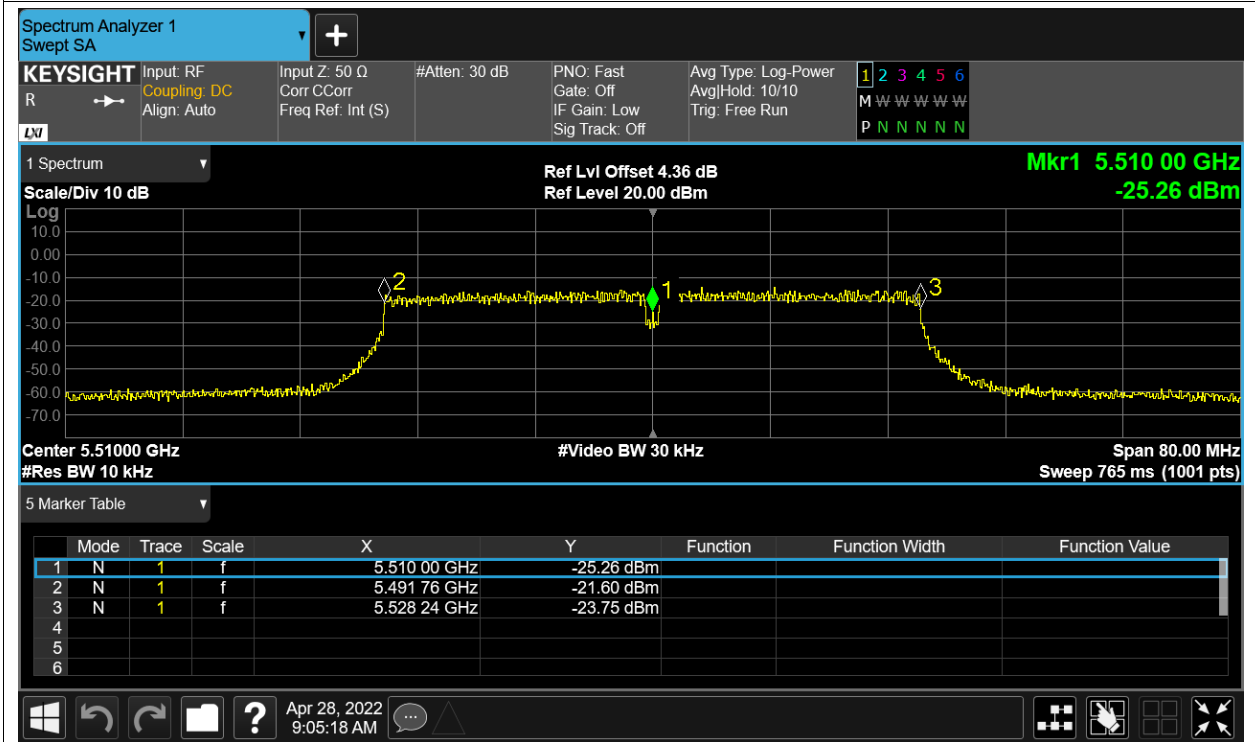 Spectrum Analyzer 1
Swept SA
KEYSIGHT Input: RF Input Z: 50 Ω #Atten: 30 dB PNO: Fast Avg Type: Log-Power 1 2 3 4 5 6
R Coupling: DC Corr CCorr Gate: Off Avg|Hold: 10/10 M W W W W W
Align: Auto Freq Ref: Int (S) IF Gain: Low Trig: Free Run
LXI Sig Track: Off P N N N N N
1 Spectrum Ref Lvl Offset 4.36 dB Mkr1 5.510 00 GHz
Scale/Div 10 dB Ref Level 20.00 dBm -25.26 dBm
Log
10.0
0.00
-10.0
2 1 3
-20.0
-30.0
-40.0
-50.0
-60.0
-70.0
Center 5.51000 GHz #Video BW 30 kHz Span 80.00 MHz
#Res BW 10 kHz Sweep 765 ms (1001 pts)
5 Marker Table
Mode Trace Scale X Y Function Function Width Function Value
1 N 1 f 5.510 00 GHz -25.26 dBm
2 N 1 f 5.491 76 GHz -21.60 dBm
3 N 1 f 5.528 24 GHz -23.75 dBm
4
5
6
? Apr 28, 2022
9:05:18 AM